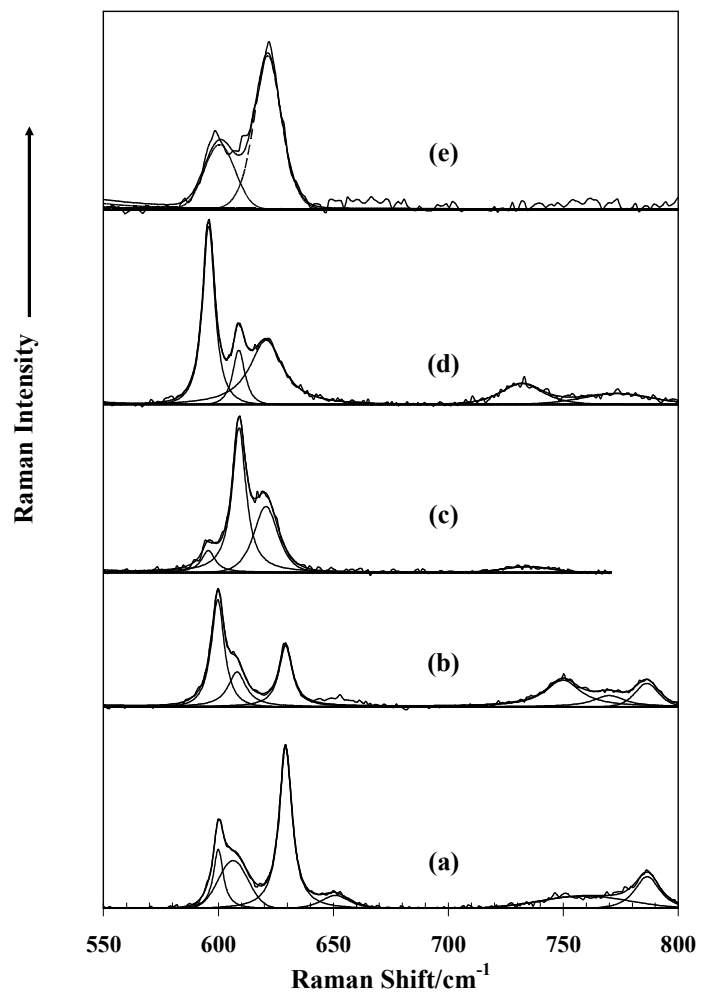 (e)
(d)
(c)
(b)
(a)
Raman Intensity
550 600 650 700 750 800
Raman Shift/cm⁻¹